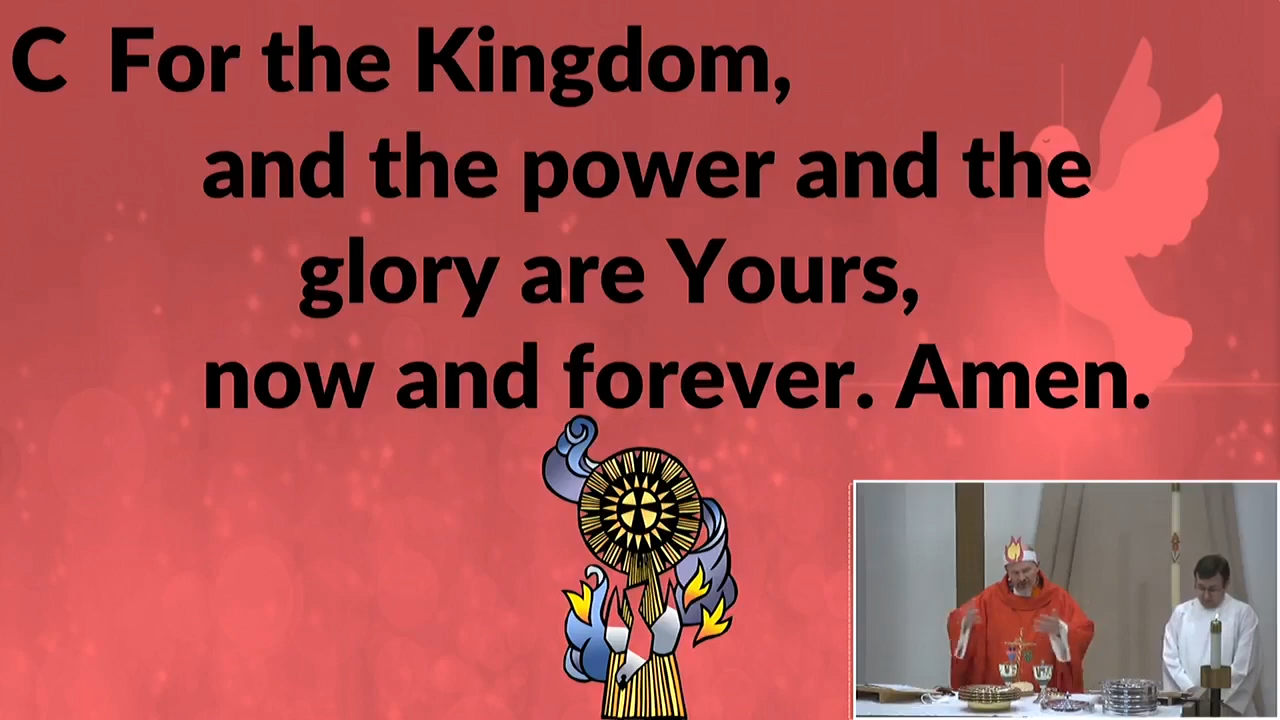 C For the Kingdom,
and the power and the
glory are Yours,
now and forever. Amen.